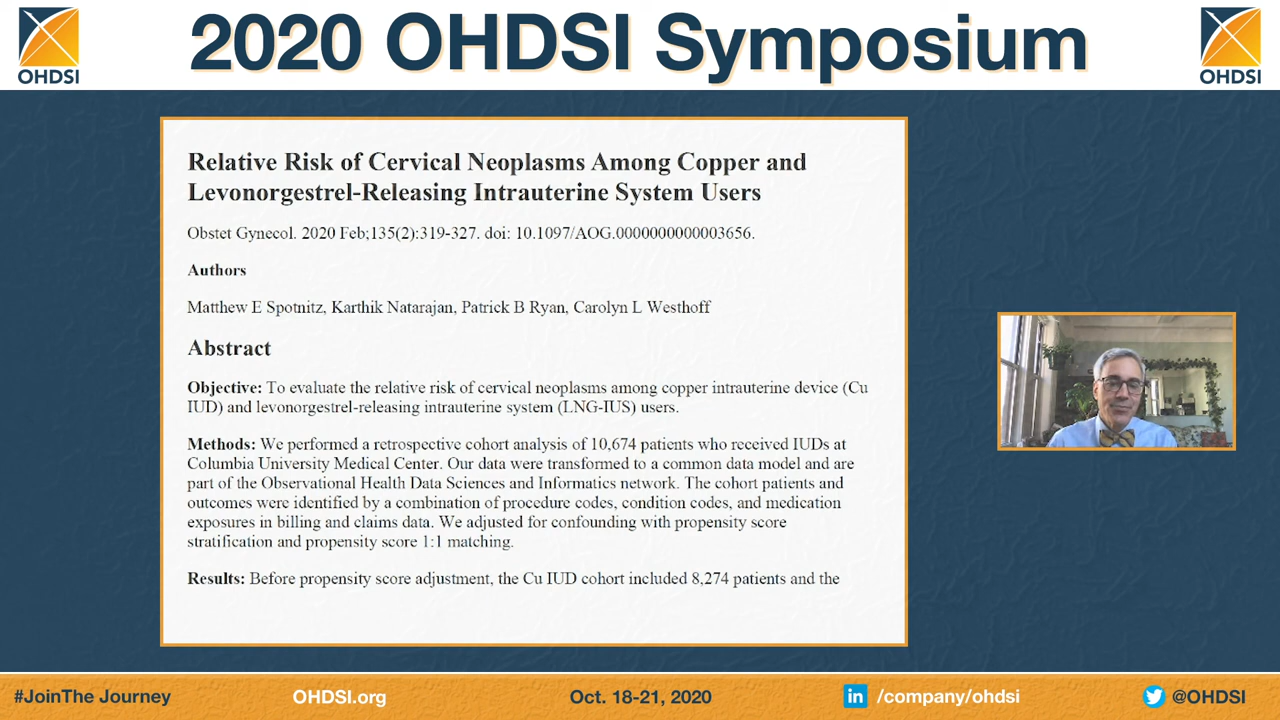 2020 OHDSI Symposium
OHDSI
OHDSI
Relative Risk of Cervical Neoplasms Among Copper and
Levonorgestrel-Releasing Intrauterine System Users
Obstet Gynecol. 2020 Feb;135(2):319-327. doi: 10.1097/AOG.0000000000003656.
Authors
Matthew E Spotnitz, Karthik Natarajan, Patrick B Ryan, Carolyn L Westhoff
Abstract
Objective: To evaluate the relative risk of cervical neoplasms among copper intrauterine device (Cu
IUD) and levonorgestrel-releasing intrauterine system (LNG-IUS) users.
Methods: We performed a retrospective cohort analysis of 10,674 patients who received IUDs at
Columbia University Medical Center. Our data were transformed to a common data model and are
part of the Observational Health Data Sciences and Informatics network. The cohort patients and
outcomes were identified by a combination of procedure codes, condition codes, and medication
exposures in billing and claims data. We adjusted for confounding with propensity score
stratification and propensity score 1:1 matching.
Results: Before propensity score adjustment, the Cu IUD cohort included 8,274 patients and the
#JoinThe Journey
OHDSI.org
Oct. 18-21, 2020
in /company/ohdsi
@OHDSI